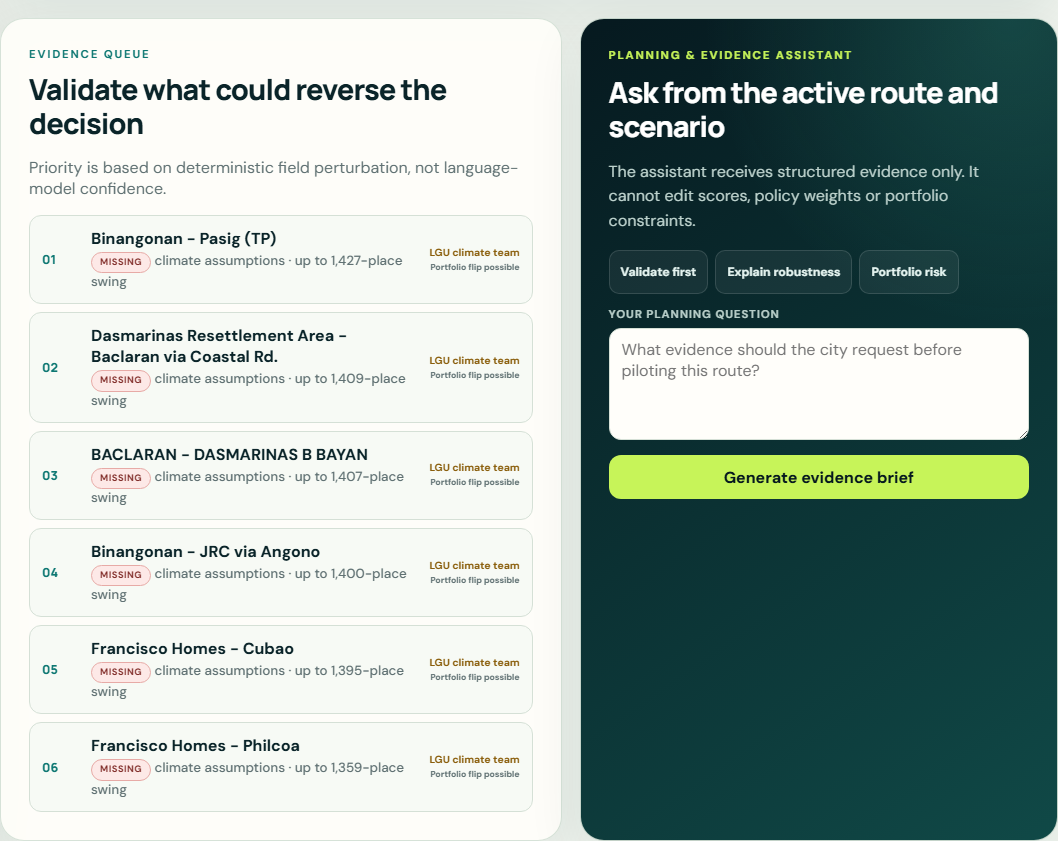 EVIDENCE QUEUE
Validate what could reverse the
decision
Priority is based on deterministic field perturbation, not language-
model confidence.
01
Binangonan - Pasig (TP)
MISSING climate assumptions · up to 1,427-place
swing
LGU climate team
Portfolio flip possible
02
Dasmarinas Resettlement Area -
Baclaran via Coastal Rd.
MISSING climate assumptions · up to 1,409-place
swing
LGU climate team
Portfolio flip possible
03
BACLARAN - DASMARINAS B BAYAN
MISSING climate assumptions · up to 1,407-place
swing
LGU climate team
Portfolio flip possible
04
Binangonan - JRC via Angono
MISSING climate assumptions · up to 1,400-place
swing
LGU climate team
Portfolio flip possible
05
Francisco Homes - Cubao
MISSING climate assumptions · up to 1,395-place
swing
LGU climate team
Portfolio flip possible
06
Francisco Homes - Philcoa
MISSING climate assumptions · up to 1,359-place
swing
LGU climate team
Portfolio flip possible
PLANNING & EVIDENCE ASSISTANT
Ask from the active route and
scenario
The assistant receives structured evidence only. It
cannot edit scores, policy weights or portfolio
constraints.
Validate first
Explain robustness
Portfolio risk
YOUR PLANNING QUESTION
What evidence should the city request before
piloting this route?
Generate evidence brief